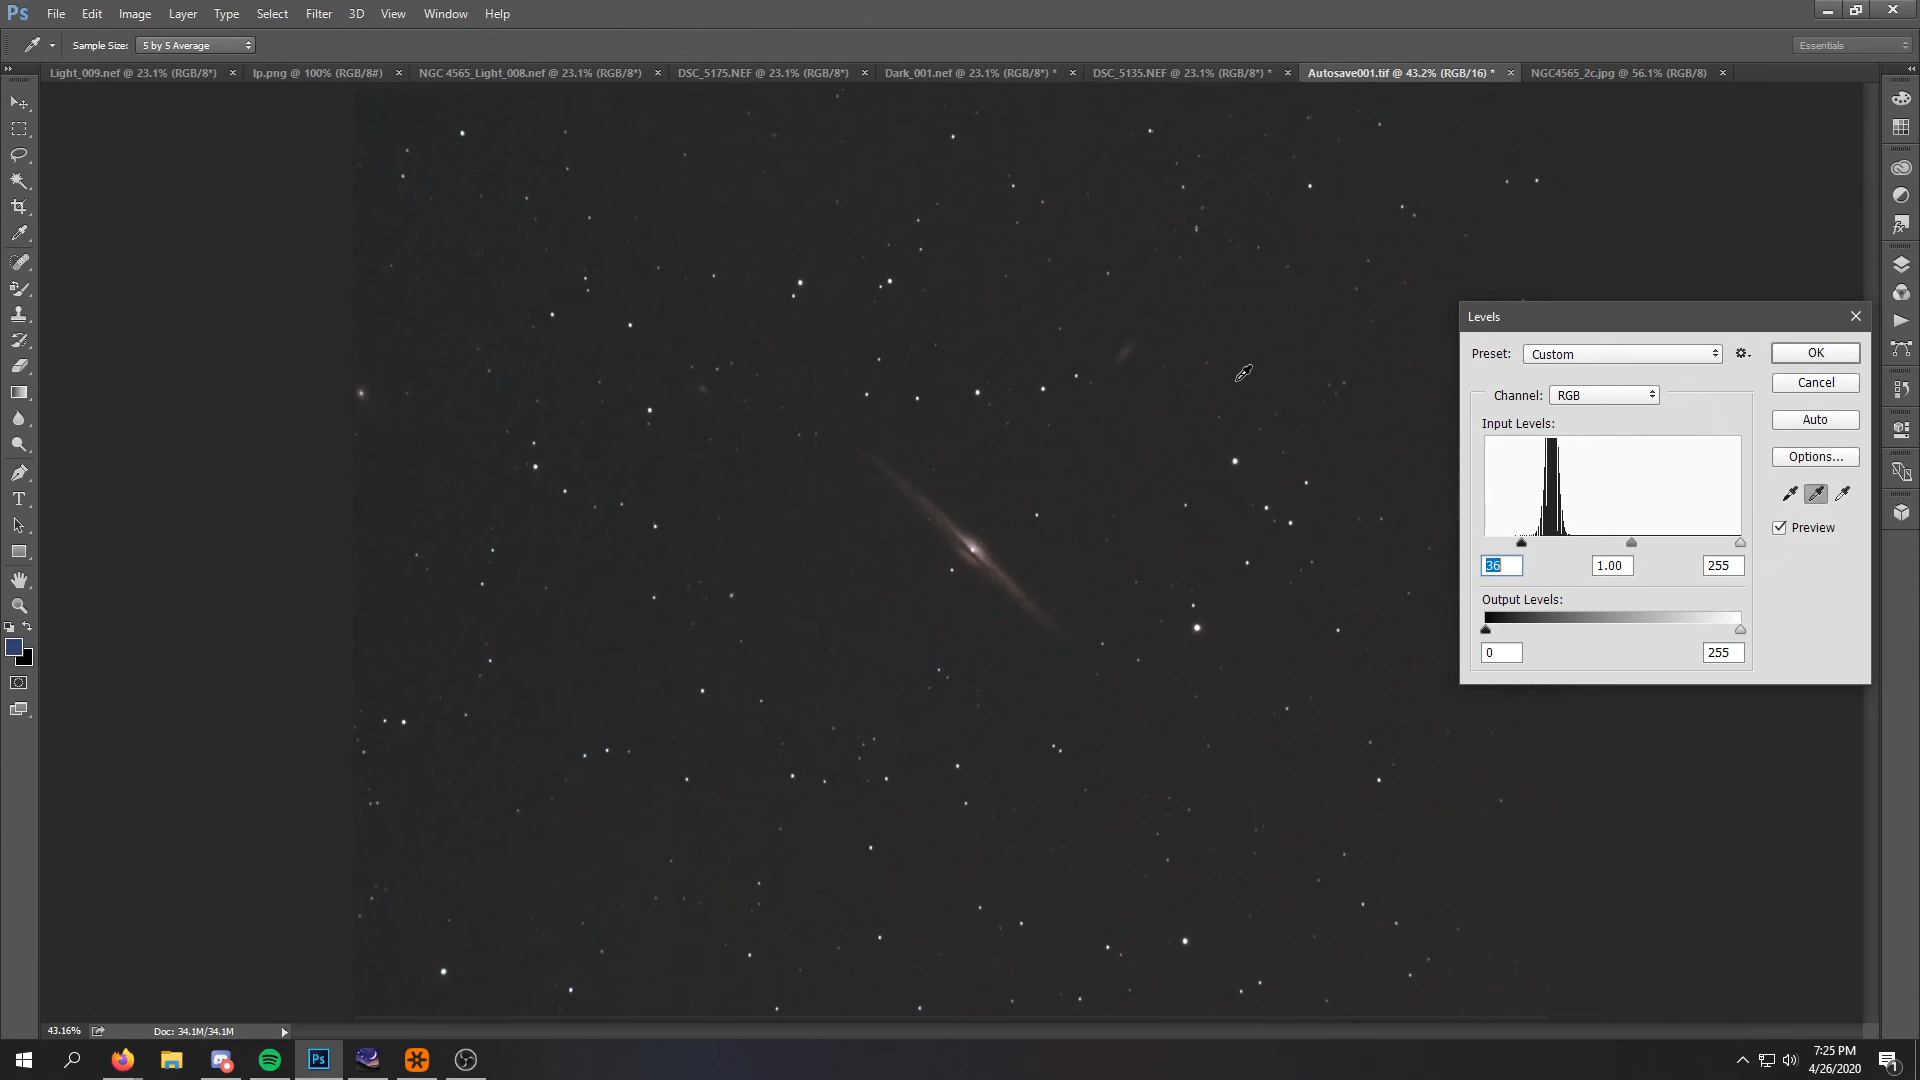 Ps File Edit Image Layer Type Select Filter 3D View Window Help
Sample Size: 5 by 5 Average Essentials
Light_009.nef @ 23.1% (RGB/8*) × Ip.png @ 100% (RGB/8#) × NGC 4565_Light_008.nef @ 23.1% (RGB/8*) × DSC_5175.NEF @ 23.1% (RGB/8*) × Dark_001.nef @ 23.1% (RGB/8*) * × DSC_5135.NEF @ 23.1% (RGB/8*) * × Autosave001.tif @ 43.2% (RGB/16) * × NGC4565_2c.jpg @ 56.1% (RGB/8) ×
Levels
Preset: Custom OK
Cancel
Channel: RGB
Auto
Input Levels:
Options...
Preview
36 1.00 255
Output Levels:
0 255
43.16% Doc: 34.1M/34.1M
Ps
7:25 PM
4/26/2020
1